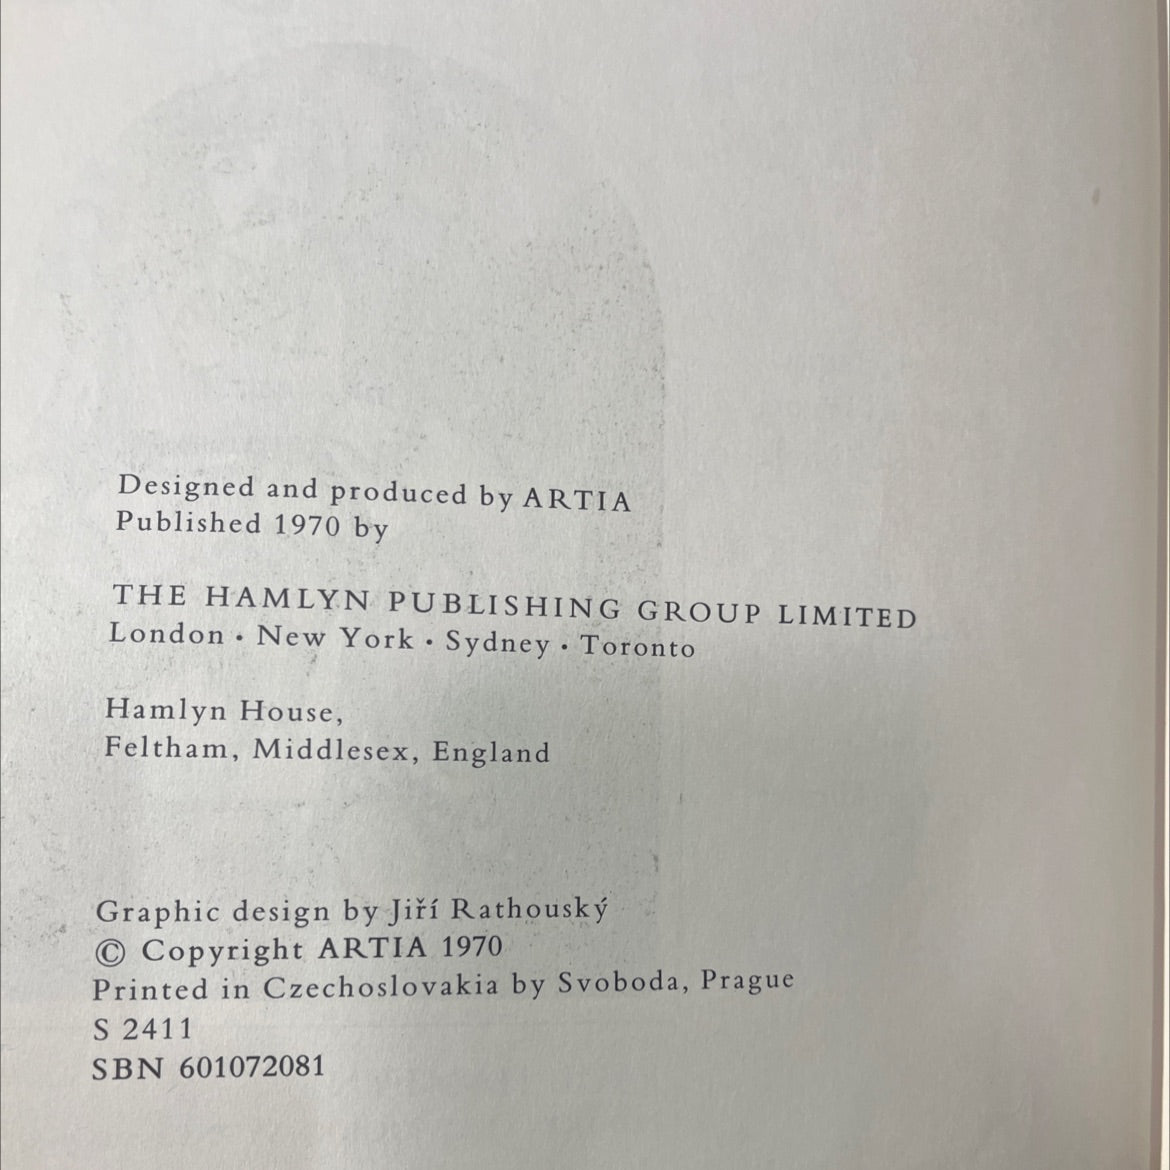 Designed and produced by ARTIA
Published 1970 by
THE HAMLYN PUBLISHING GROUP LIMITED
London • New York • Sydney • Toronto
Hamlyn House,
Feltham, Middlesex, England
Graphic design by Jiří Rathouský
© Copyright ARTIA 1970
Printed in Czechoslovakia by Svoboda, Prague
S 2411
SBN 601072081